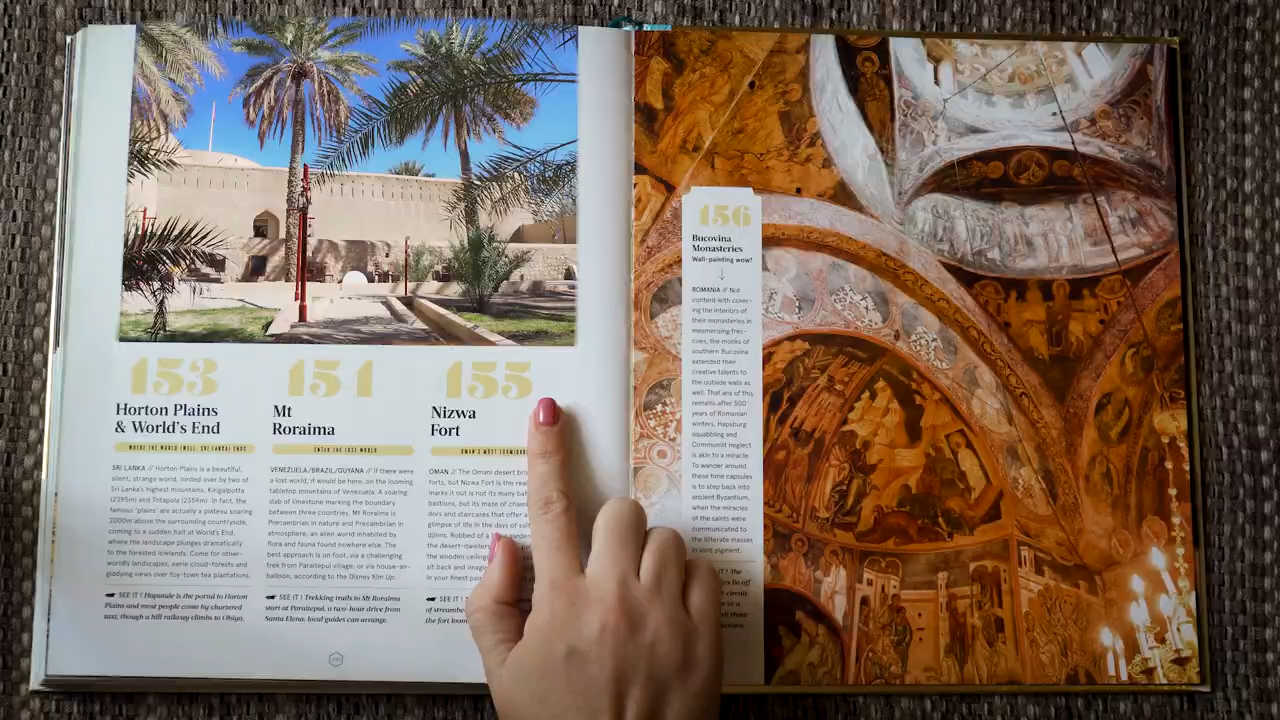 153
Horton Plains
& World's End
WHERE THE WORLD (WELL, SRI LANKA) ENDS
SRI LANKA // Horton Plains is a beautiful,
silent, strange world, lorded over by two of
Sri Lanka's highest mountains, Kirigalpotta
(2395m) and Totapola (2359m). In fact, the
famous 'plains' are actually a plateau soaring
2000m above the surrounding countryside,
coming to a sudden halt at World's End,
where the landscape plunges dramatically
to the forested lowlands. Come for other-
worldly landscapes, eerie cloud-forests and
giddying views over toy-town tea plantations.
SEE IT! Haputale is the portal to Horton
Plains and most people come by chartered
taxi, though a hill railway climbs to Ohiya.
154
Mt
Roraima
ENTER THE LOST WORLD
VENEZUELA/BRAZIL/GUYANA // If there were
a lost world, it would be here, on the looming
tabletop mountains of Venezuela. A soaring
slab of limestone marking the boundary
between three countries, Mt Roraima is
Precambrian in nature and Precambrian in
atmosphere, an alien world inhabited by
flora and fauna found nowhere else. The
best approach is on foot, via a challenging
trek from Paraitepui village, or via house-air-
balloon, according to the Disney film Up.
SEE IT! Trekking trails to Mt Roraima
start at Paraitepui, a two-hour drive from
Santa Elena; local guides can arrange.
155
Nizwa
Fort
OMAN'S MOST
OMAN // The Omani desert
forts, but Nizwa Fort is the
marks it out is not its many
bastions, but its maze of
dors and staircases that offer a
glimpse of life in the days of
djinns. Robbed of a garden
the desert-dwellers
the wooden
sit back and
in your finest
SEE IT!
of
the fort
156
Bucovina
Monasteries
Wall-painting wow!
ROMANIA // Not
content with cover-
ing the interiors of
their monasteries in
mesmerising fres-
cues, the monks of
southern Bucovina
extended their
creative talents to
the outside walls as
well. That any of this
remains after 500
years of Romanian
winters, Hapsburg
squabbling and
Communist neglect
is akin to a miracle.
To wander around
these time capsules
is to step back into
ancient Byzantium,
when the miracles
of the saints were
communicated to
the illiterate masses
in vivid pigment.
IT! The
off
circuit.